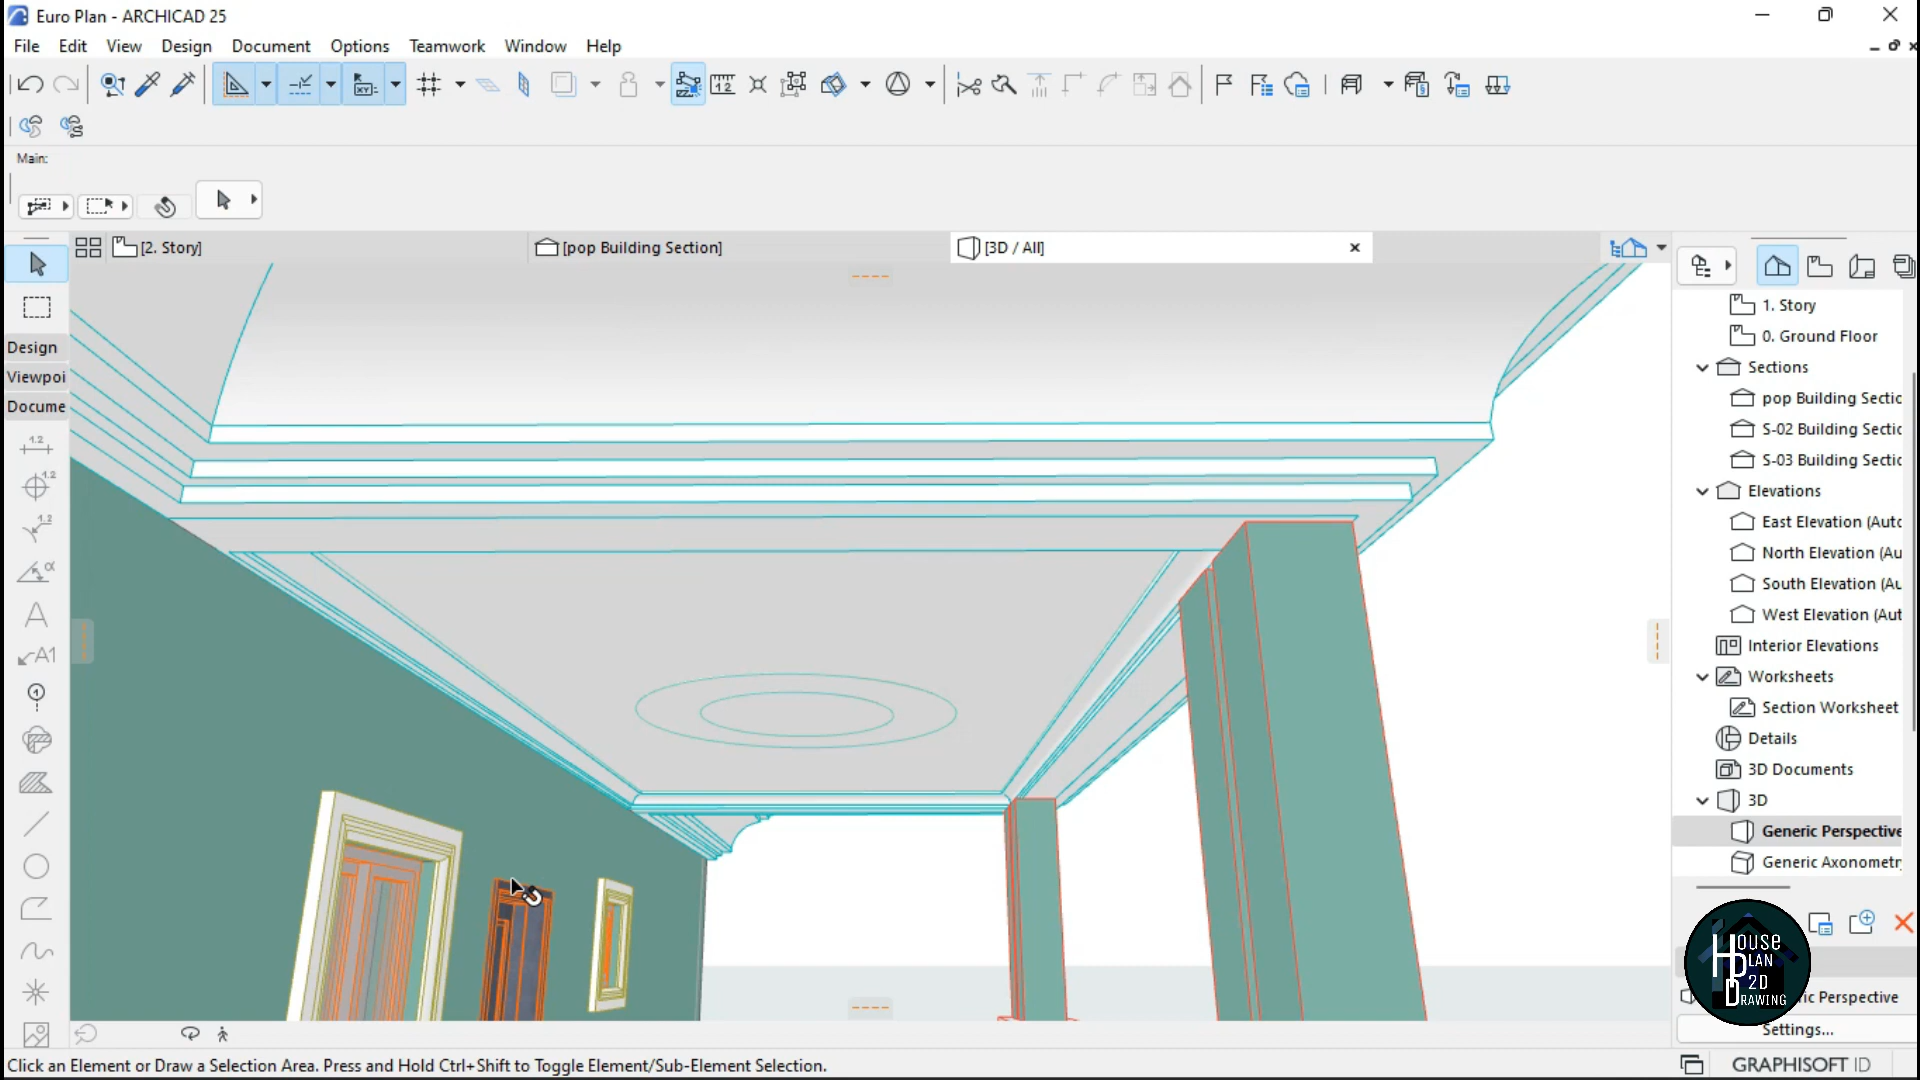 Euro Plan - ARCHICAD 25
File Edit View Design Document Options Teamwork Window Help
Main:
[2. Story]
[pop Building Section]
[3D / All]
Design
Viewpoi
Docume
1. Story
0. Ground Floor
Sections
pop Building Sectic
S-02 Building Sectic
S-03 Building Sectic
Elevations
East Elevation (Autc
North Elevation (Au
South Elevation (Au
West Elevation (Aut
Interior Elevations
Worksheets
Section Worksheet
Details
3D Documents
3D
Generic Perspective
Generic Axonometr
House
Plan
2D
Drawing
ric Perspective
Settings...
Click an Element or Draw a Selection Area. Press and Hold Ctrl+Shift to Toggle Element/Sub-Element Selection.
GRAPHISOFT ID